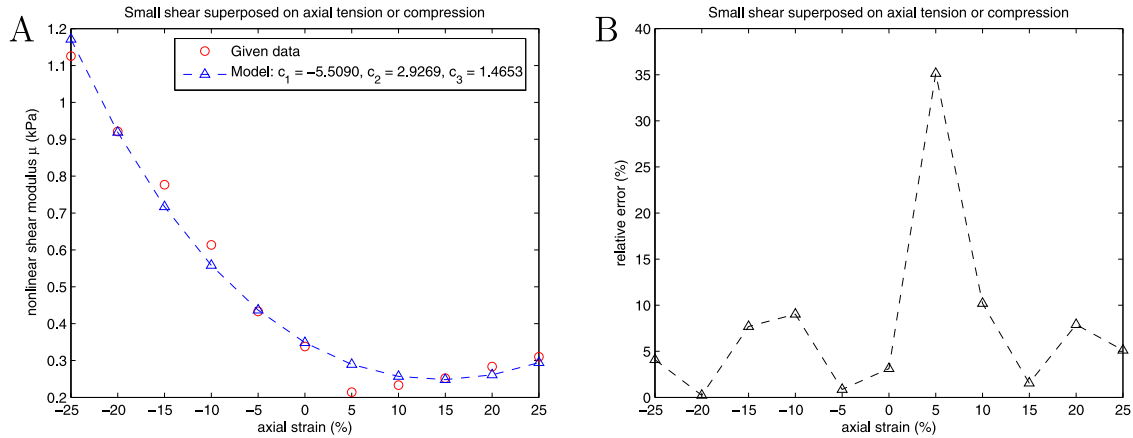 A
Small shear superposed on axial tension or compression
nonlinear shear modulus μ (kPa)
1.2
1.1
1
0.9
0.8
0.7
0.6
0.5
0.4
0.3
0.2
Given data
Model: c1 = −5.5090, c2 = 2.9269, c3 = 1.4653
−25 −20 −15 −10 −5 0 5 10 15 20 25
axial strain (%)
B
Small shear superposed on axial tension or compression
relative error (%)
40
35
30
25
20
15
10
5
0
−25 −20 −15 −10 −5 0 5 10 15 20 25
axial strain (%)